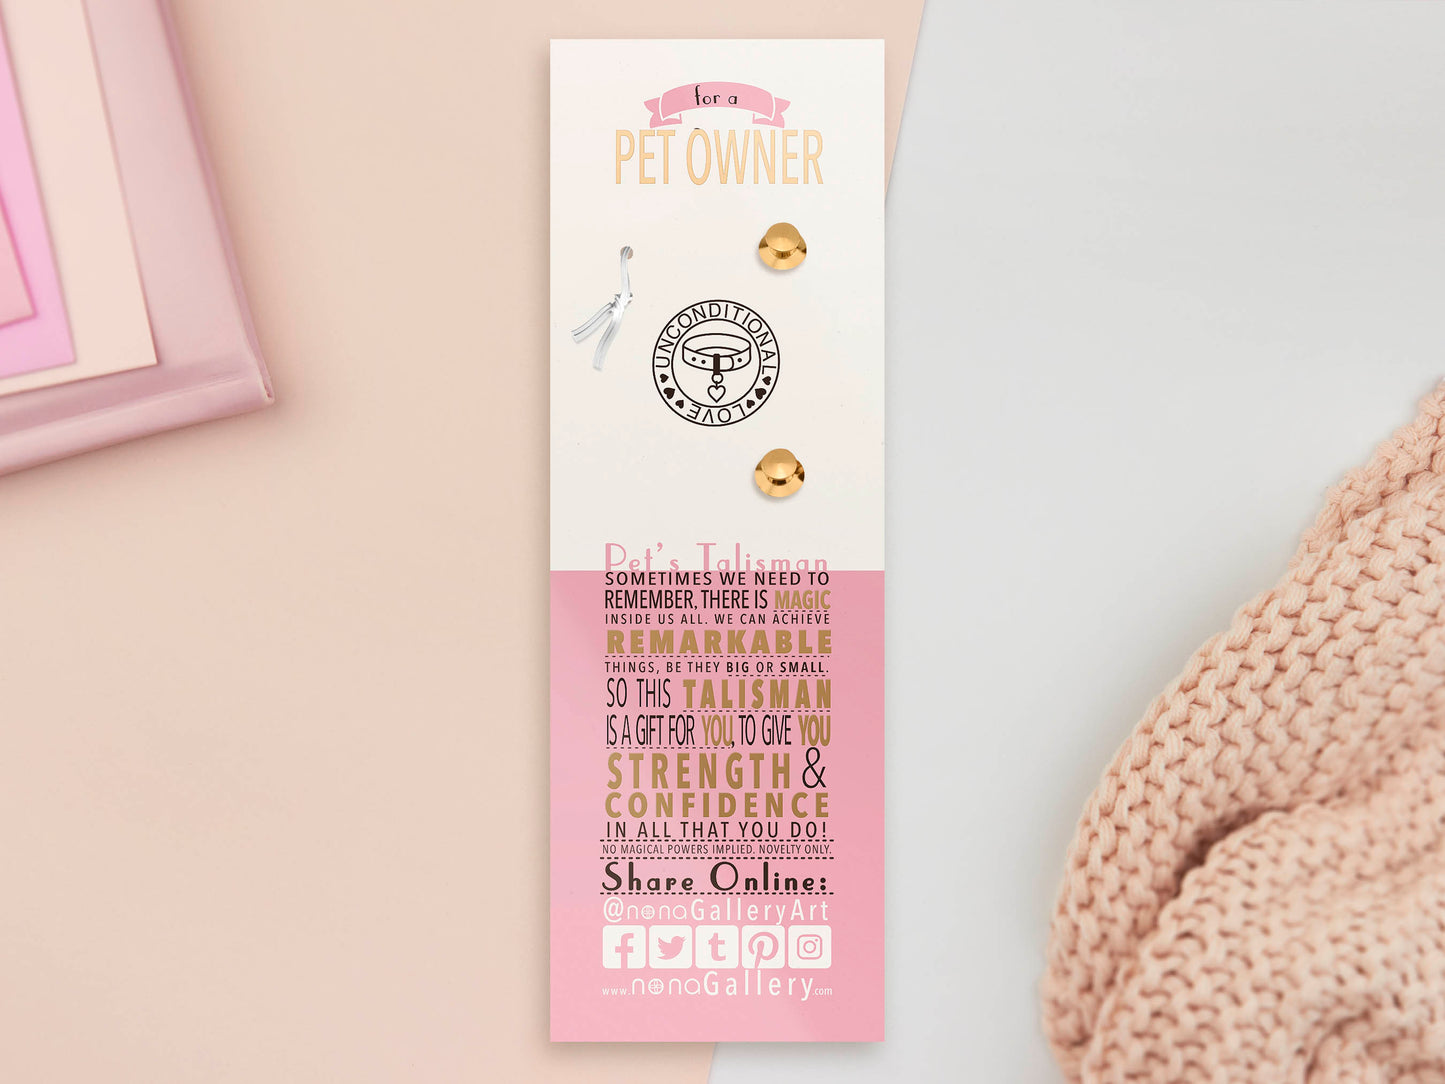 for a
PET OWNER
UNCONDITIONAL
LOVE
Pet's Talisman
SOMETIMES WE NEED TO
REMEMBER, THERE IS MAGIC
INSIDE US ALL. WE CAN ACHIEVE
REMARKABLE
THINGS, BE THEY BIG OR SMALL.
SO THIS TALISMAN
IS A GIFT FOR YOU, TO GIVE YOU
STRENGTH &
CONFIDENCE
IN ALL THAT YOU DO!
NO MAGICAL POWERS IMPLIED. NOVELTY ONLY.
Share Online:
@nonaGalleryArt
www.nonaGallery.com